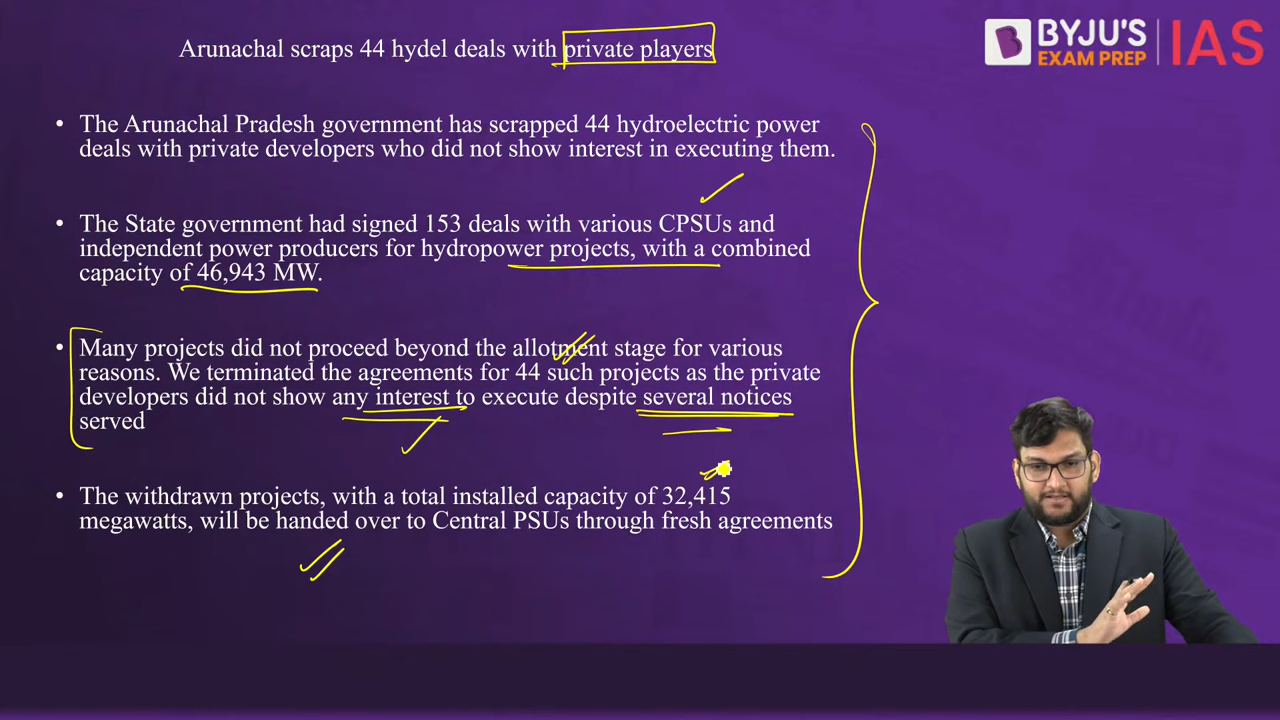 Arunachal scraps 44 hydel deals with private players
BYJU'S
EXAM PREP
IAS
• The Arunachal Pradesh government has scrapped 44 hydroelectric power
deals with private developers who did not show interest in executing them.
• The State government had signed 153 deals with various CPSUs and
independent power producers for hydropower projects, with a combined
capacity of 46,943 MW.
• Many projects did not proceed beyond the allotment stage for various
reasons. We terminated the agreements for 44 such projects as the private
developers did not show any interest to execute despite several notices
served
• The withdrawn projects, with a total installed capacity of 32,415
megawatts, will be handed over to Central PSUs through fresh agreements